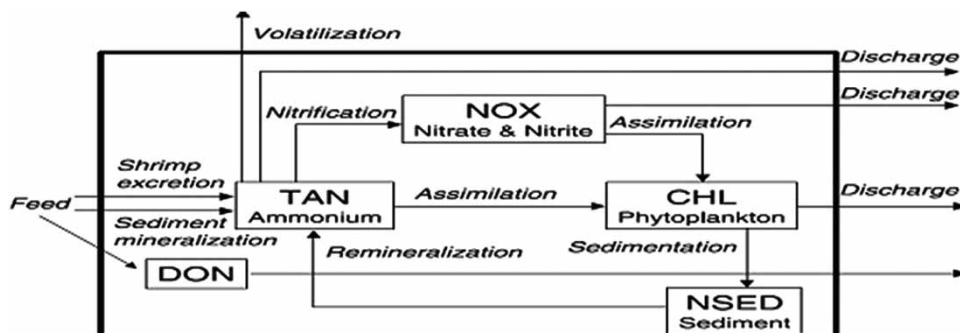 Volatilization
Discharge
Discharge
Nitrification
NOX
Nitrate & Nitrite
Assimilation
Shrimp
excretion
TAN
Ammonium
Assimilation
CHL
Phytoplankton
Discharge
Feed
Sediment
mineralization
Remineralization
Sedimentation
DON
NSED
Sediment